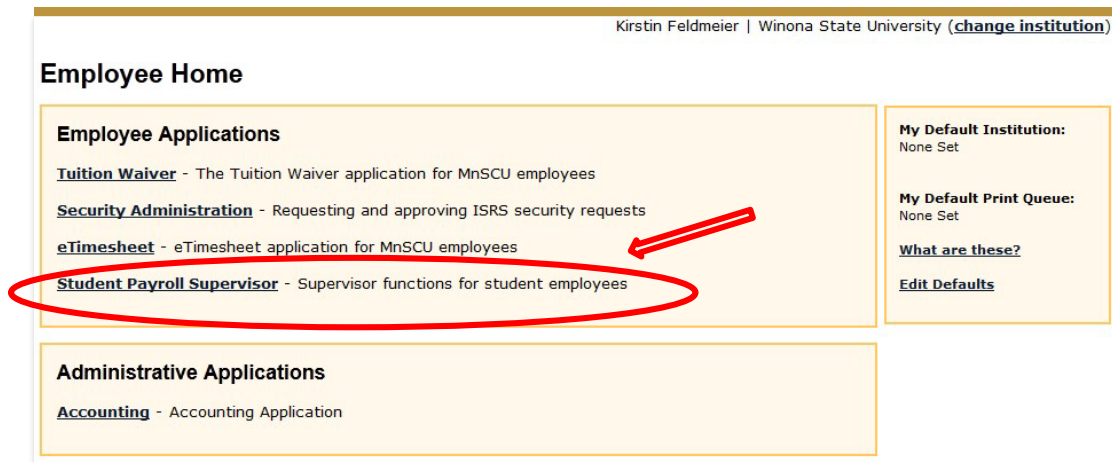 Kirstin Feldmeier | Winona State University (change institution)
Employee Home
Employee Applications
Tuition Waiver - The Tuition Waiver application for MnSCU employees
Security Administration - Requesting and approving ISRS security requests
eTimesheet - eTimesheet application for MnSCU employees
Student Payroll Supervisor - Supervisor functions for student employees
My Default Institution:
None Set
My Default Print Queue:
None Set
What are these?
Edit Defaults
Administrative Applications
Accounting - Accounting Application